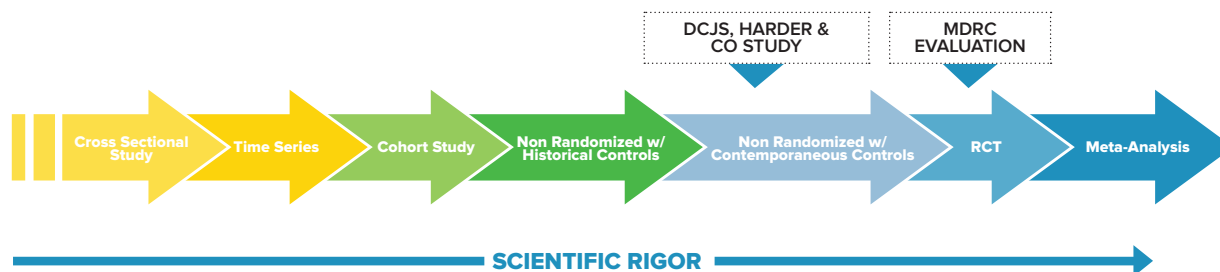 DCJS, HARDER &
CO STUDY
MDRC
EVALUATION
Cross Sectional
Study
Time Series
Cohort Study
Non Randomized w/
Historical Controls
Non Randomized w/
Contemporaneous Controls
RCT
Meta-Analysis
SCIENTIFIC RIGOR